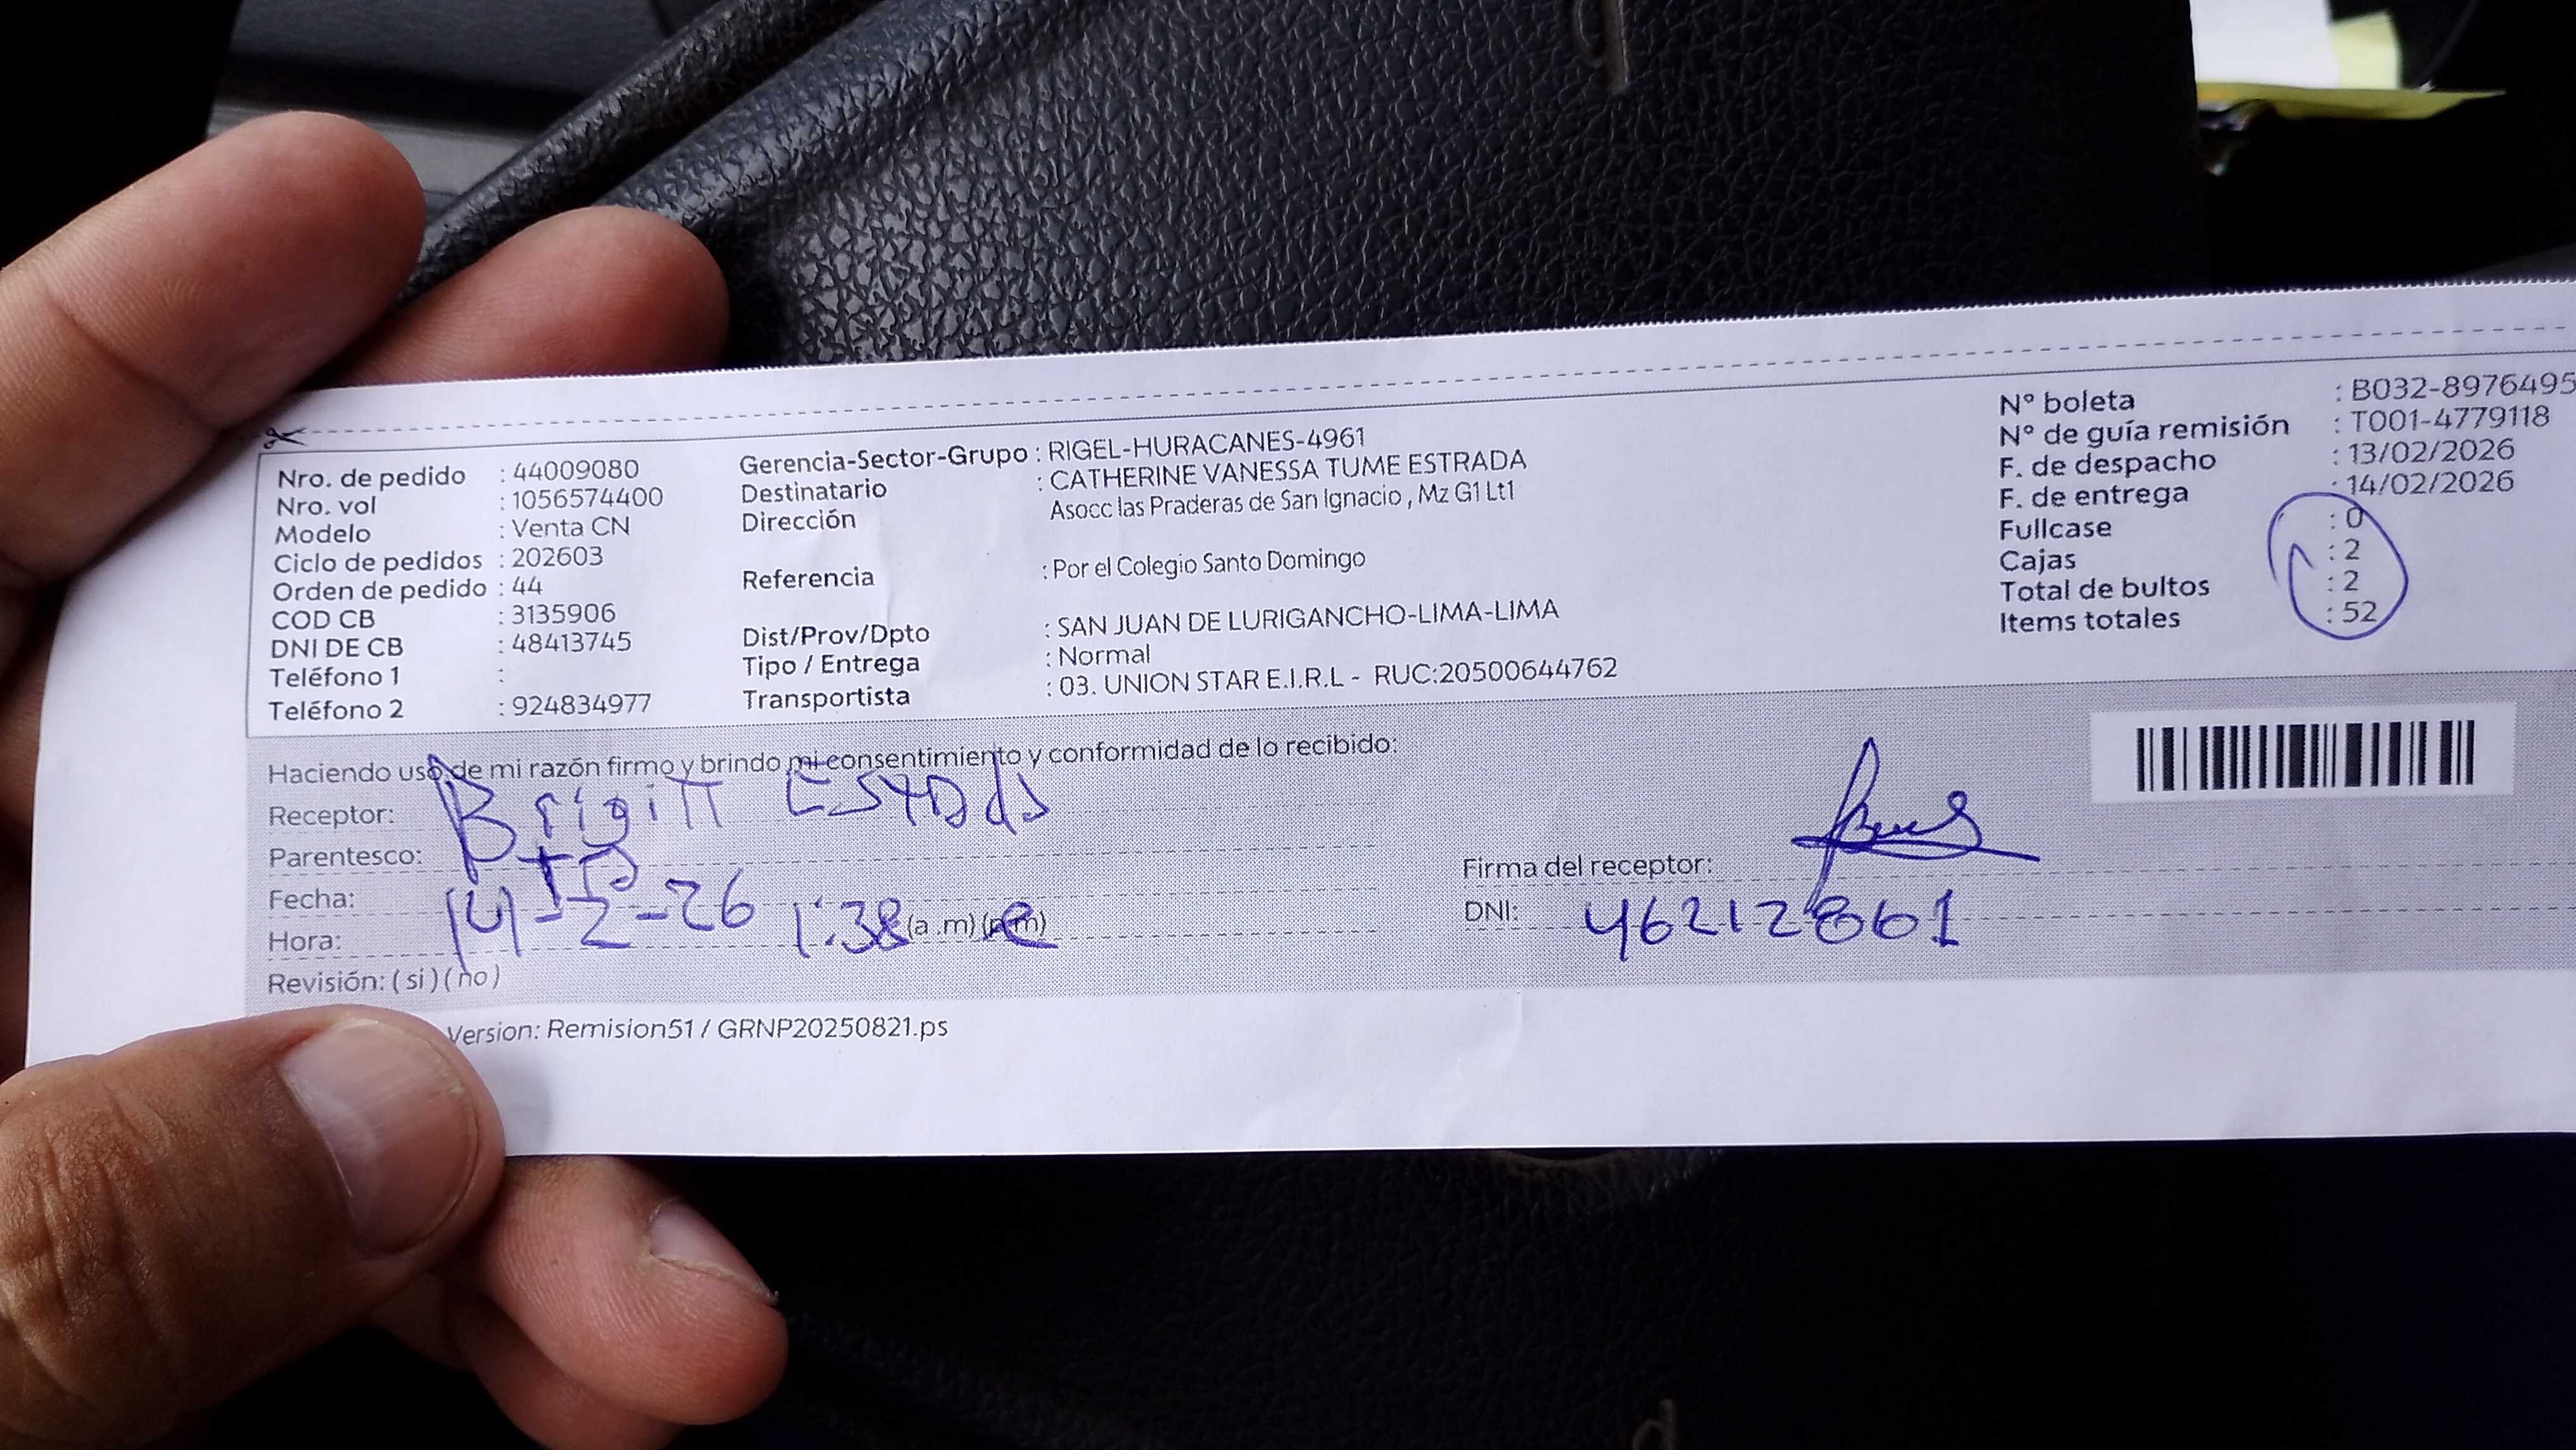 Nro. de pedido : 44009080
Nro. vol : 1056574400
Modelo : Venta CN
Ciclo de pedidos : 202603
Orden de pedido : 44
COD CB : 3135906
DNI DE CB : 48413745
Teléfono 1 :
Teléfono 2 : 924834977
Gerencia-Sector-Grupo : RIGEL-HURACANES-4961
Destinatario : CATHERINE VANESSA TUME ESTRADA
Dirección Asocc las Praderas de San Ignacio , Mz G1 Lt1
Referencia : Por el Colegio Santo Domingo
Dist/Prov/Dpto : SAN JUAN DE LURIGANCHO-LIMA-LIMA
Tipo / Entrega : Normal
Transportista : 03. UNION STAR E.I.R.L - RUC:20500644762
N° boleta : B032-8976495
N° de guía remisión : T001-4779118
F. de despacho : 13/02/2026
F. de entrega : 14/02/2026
Fullcase : 0
Cajas : 2
Total de bultos : 2
Items totales : 52
Haciendo uso de mi razón firmo y brindo mi consentimiento y conformidad de lo recibido:
Receptor: Brigitt
Parentesco:
Fecha: 14-2-26
Hora: 1:38 (a .m) (p.m)
Revisión: ( si ) ( no )
Firma del receptor:
DNI: 46212861
Version: Remision51 / GRNP20250821.ps